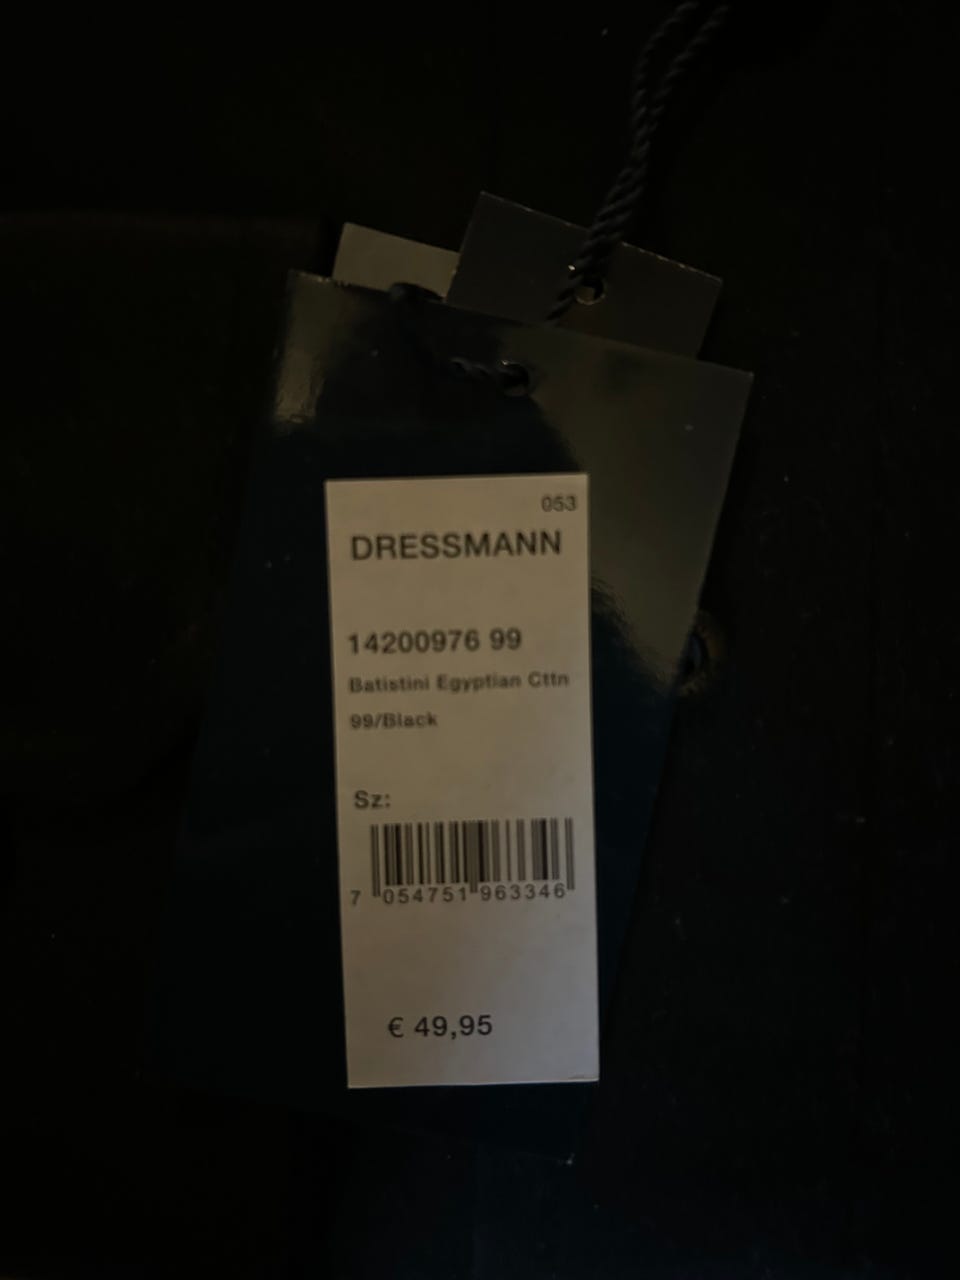 053
DRESSMANN
14200976 99
Batistini Egyptian Cttn
99/Black
Sz:
7 054751 963346
€ 49,95